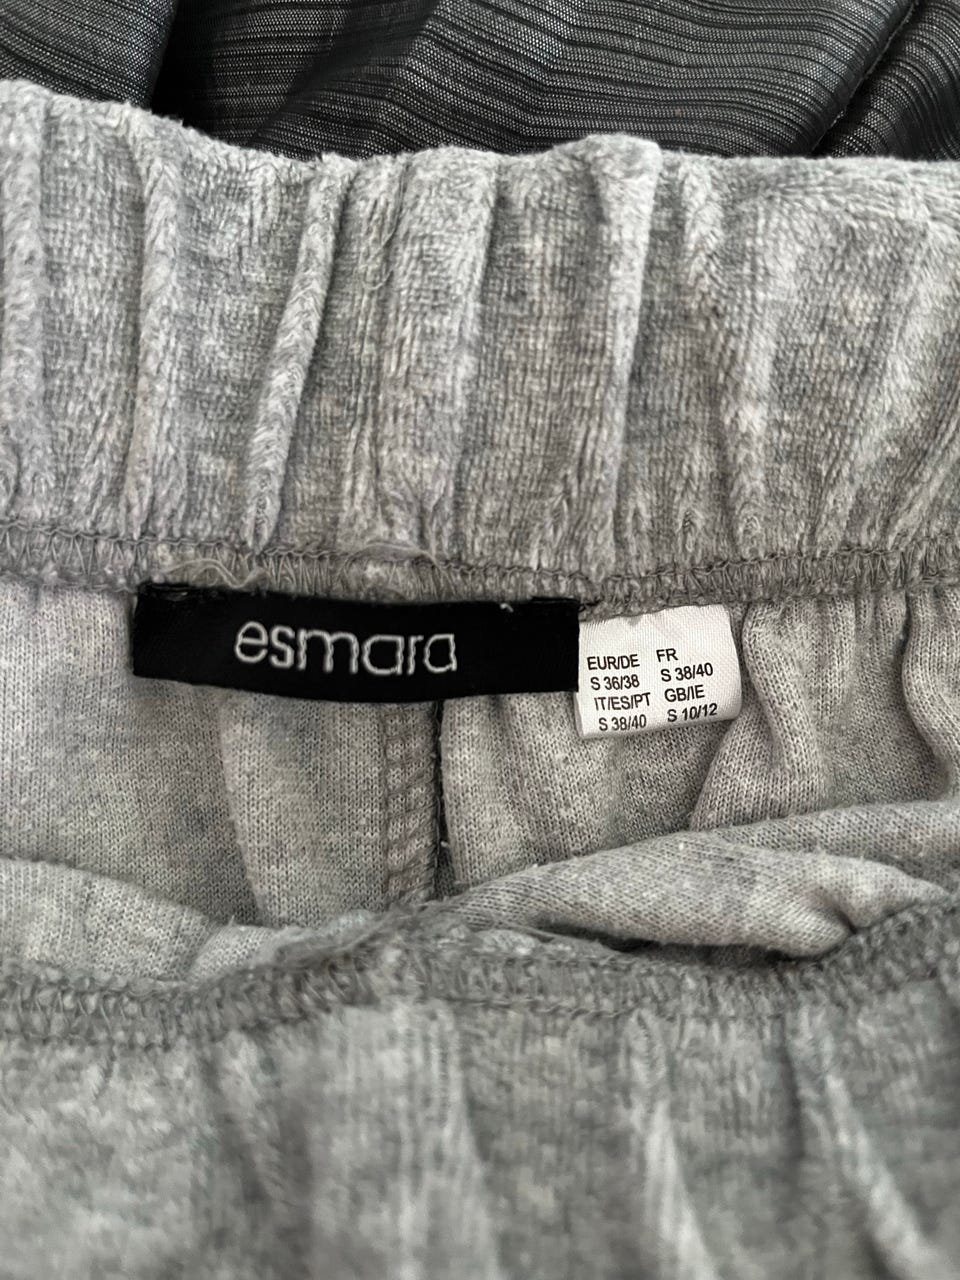 esmara
EUR/DE FR
S 36/38 S 38/40
IT/ES/PT GB/IE
S 38/40 S 10/12